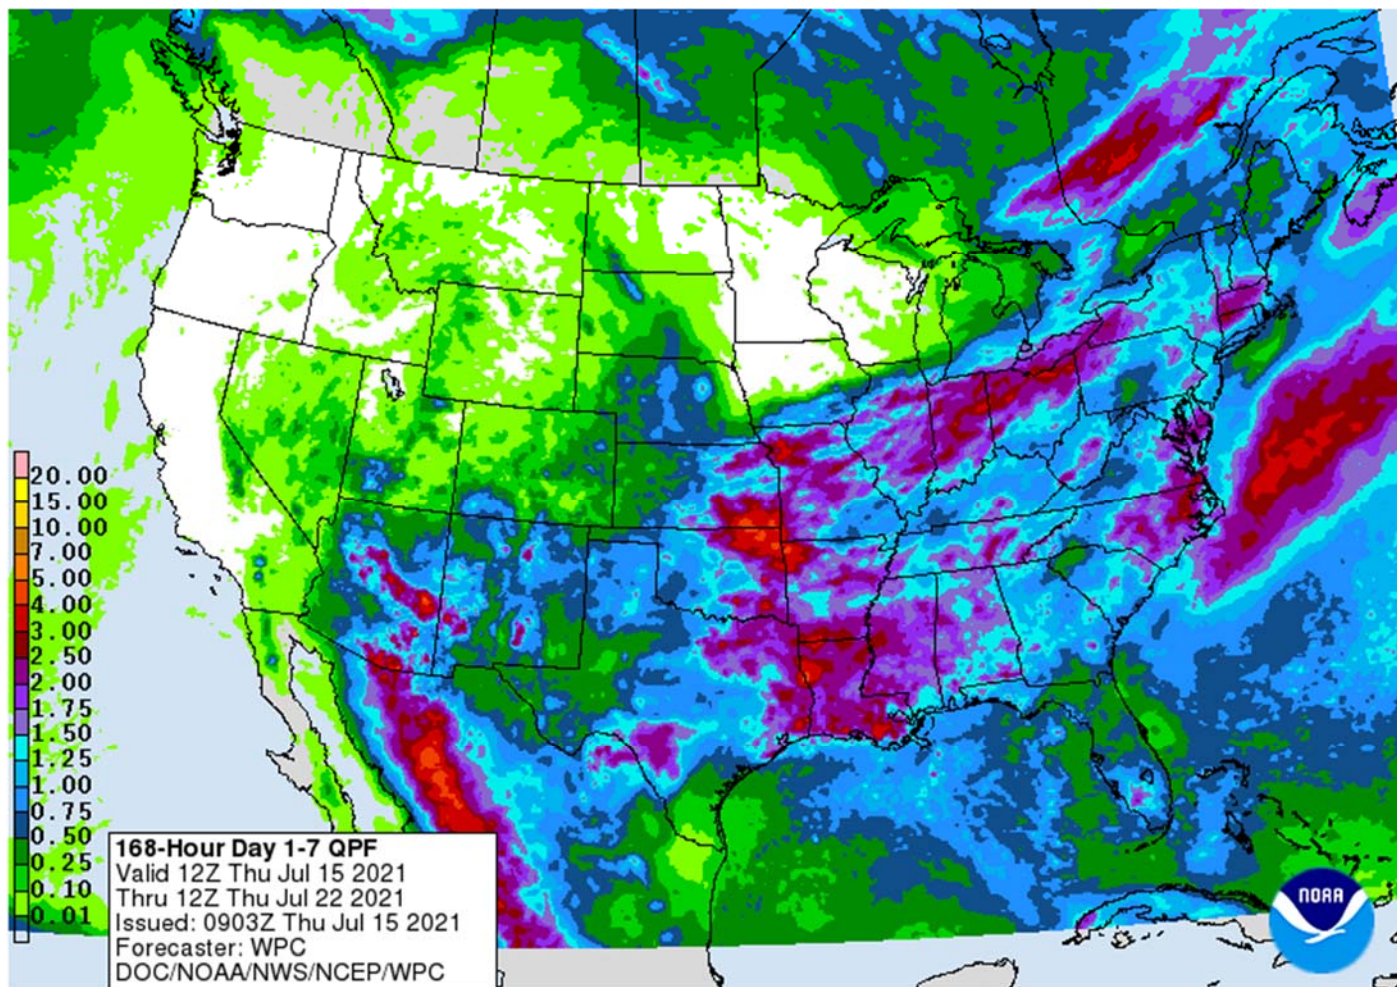 20.00
15.00
10.00
7.00
5.00
4.00
3.00
2.50
2.00
1.75
1.50
1.25
1.00
0.75
0.50
0.25
0.10
0.01
168-Hour Day 1-7 QPF
Valid 12Z Thu Jul 15 2021
Thru 12Z Thu Jul 22 2021
Issued: 0903Z Thu Jul 15 2021
Forecaster: WPC
DOC/NOAA/NWS/NCEP/WPC
NOAA